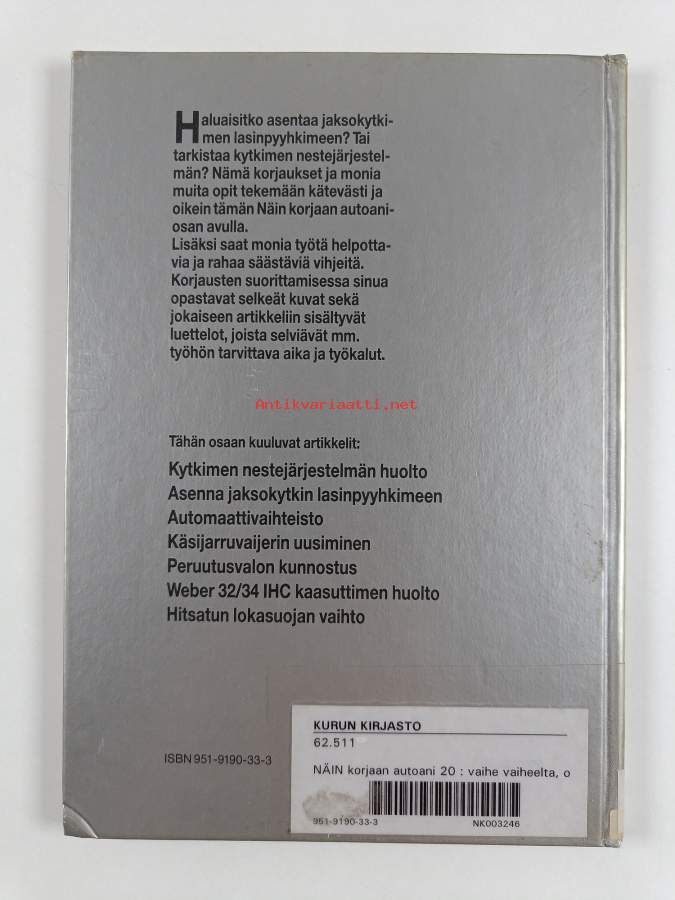 Haluaisitko asentaa jaksokytki-
men lasinpyyhkimeen? Tai
tarkistaa kytkimen nestejärjestel-
män? Nämä korjaukset ja monia
muita opit tekemään kätevästi ja
oikein tämän Näin korjaan autoani-
osan avulla.
Lisäksi saat monia työtä helpotta-
via ja rahaa säästäviä vihjeitä.
Korjausten suorittamisessa sinua
opastavat selkeät kuvat sekä
jokaiseen artikkeliin sisältyvät
luettelot, joista selviävät mm.
työhön tarvittava aika ja työkalut.
Antikvariaatti.net
Tähän osaan kuuluvat artikkelit:
Kytkimen nestejärjestelmän huolto
Asenna jaksokytkin lasinpyyhkimeen
Automaattivaihteisto
Käsijarruvaijerin uusiminen
Peruutusvalon kunnostus
Weber 32/34 IHC kaasuttimen huolto
Hitsatun lokasuojan vaihto
ISBN 951-9190-33-3
KURUN KIRJASTO
62.511
NÄIN korjaan autoani 20 : vaihe vaiheelta, o
951-9190-33-3 NK003246